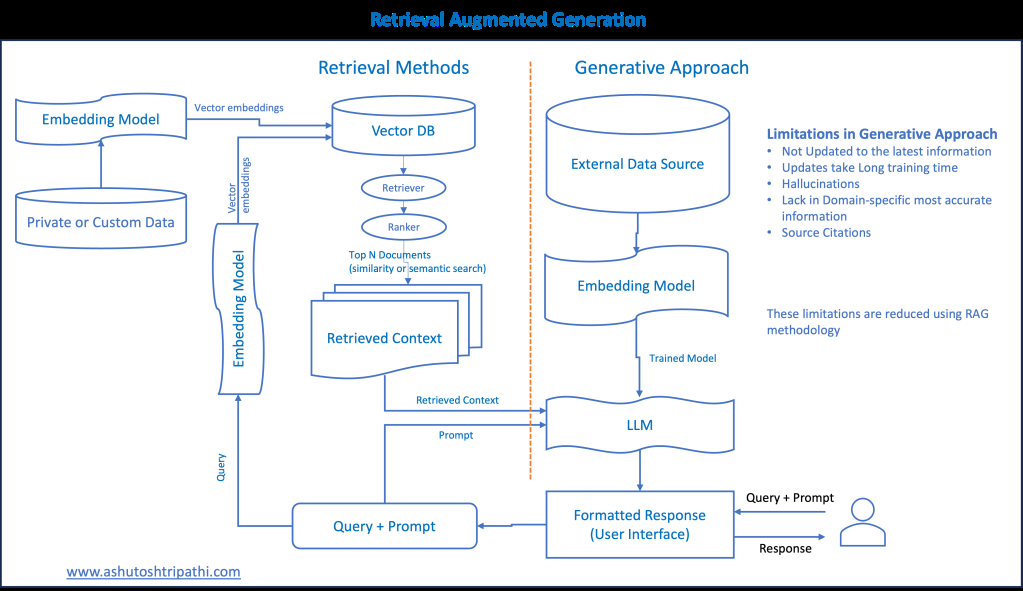 Retrieval Augmented Generation
Retrieval Methods
Generative Approach
Embedding Model
Vector embeddings
Vector DB
Private or Custom Data
Vector
embeddings
Embedding Model
Retriever
Ranker
Top N Documents
(similarity or semantic search)
Retrieved Context
Retrieved Context
Prompt
Query
Query + Prompt
External Data Source
Embedding Model
Trained Model
LLM
Formatted Response
(User Interface)
Query + Prompt
Response
Limitations in Generative Approach
• Not Updated to the latest information
• Updates take Long training time
• Hallucinations
• Lack in Domain-specific most accurate
information
• Source Citations
These limitations are reduced using RAG
methodology
www.ashutoshtripathi.com